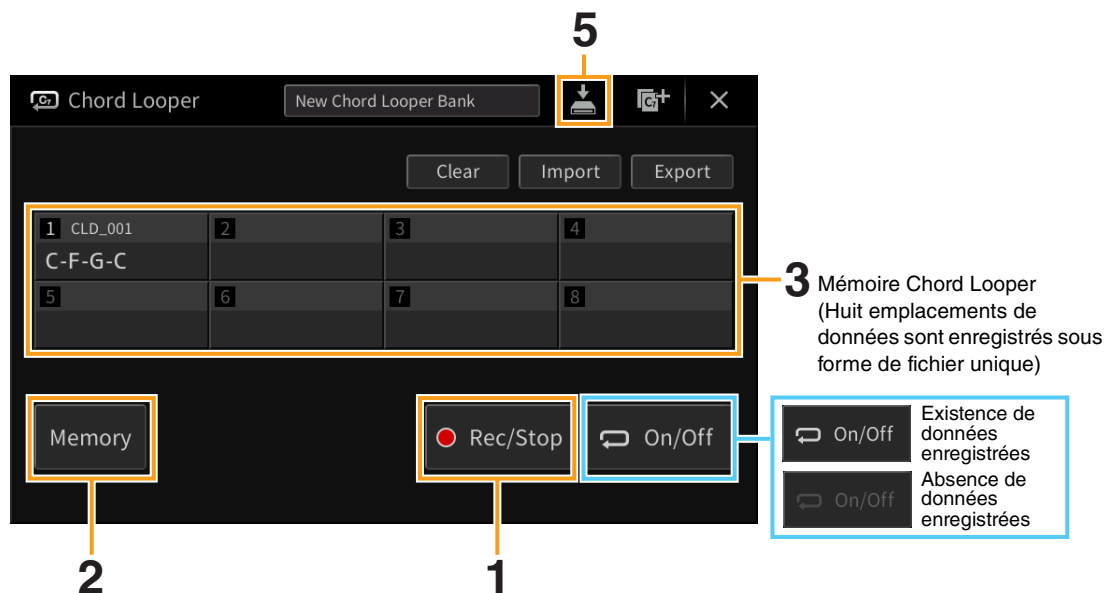 5
Chord Looper
New Chord Looper Bank
C7
C7
Clear
Import
Export
1 CLD_001
2
3
4
C-F-G-C
5
6
7
8
3
Mémoire Chord Looper
(Huit emplacements de
données sont enregistrés sous
forme de fichier unique)
Memory
Rec/Stop
On/Off
On/Off
Existence de
données
enregistrées
On/Off
Absence de
données
enregistrées
2
1